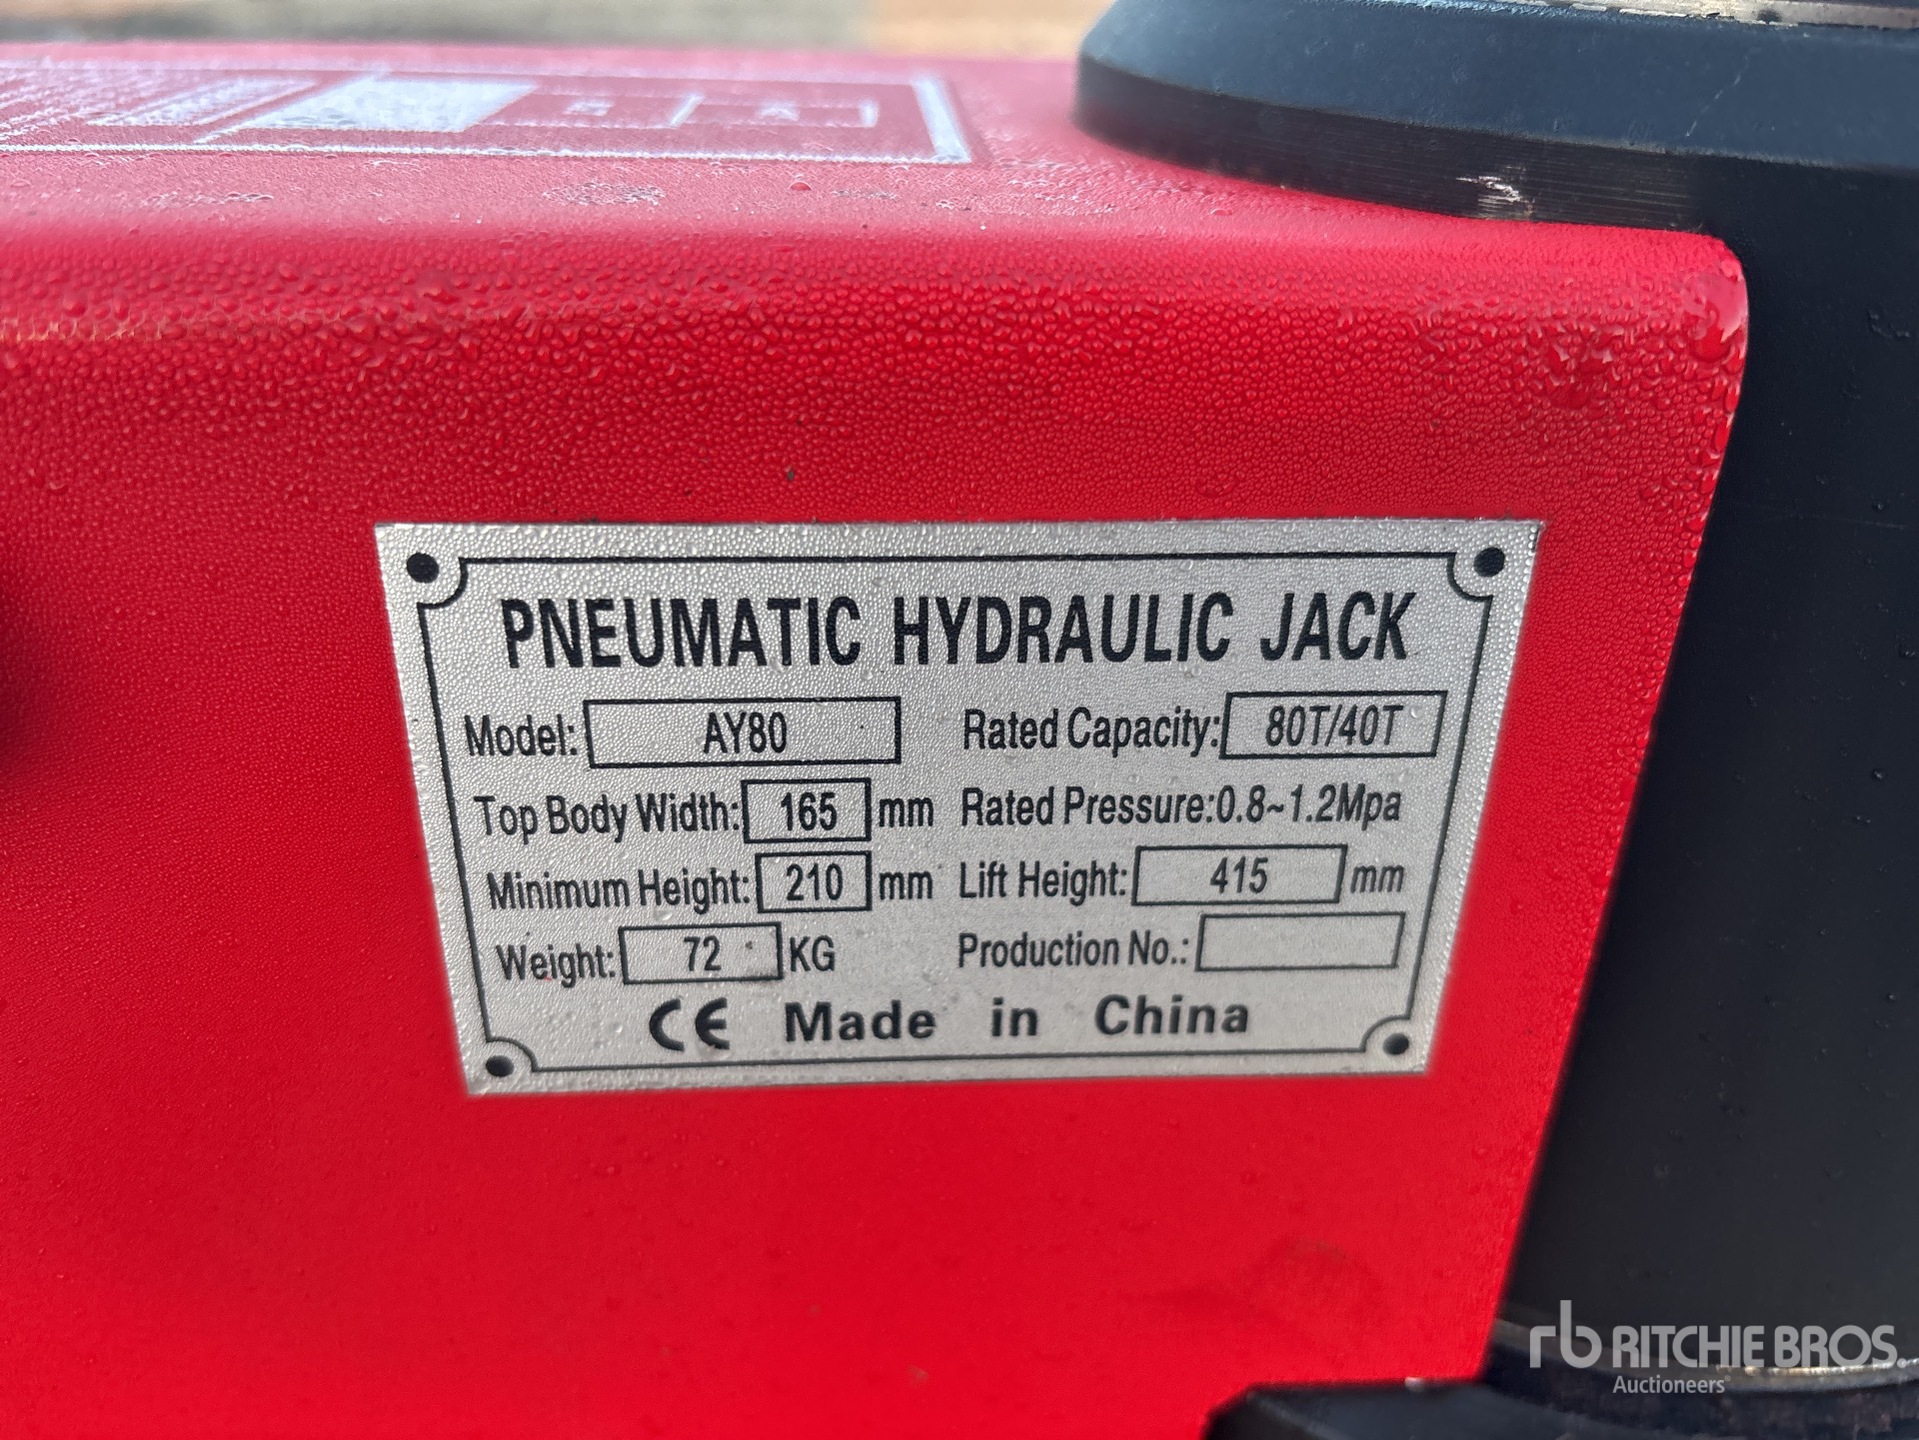 PNEUMATIC HYDRAULIC JACK
Model: AY80 Rated Capacity: 80T/40T
Top Body Width: 165 mm Rated Pressure:0.8~1.2Mpa
Minimum Height: 210 mm Lift Height: 415 mm
Weight: 72 KG Production No.:
CE Made in China
rb RITCHIE BROS.
Auctioneers